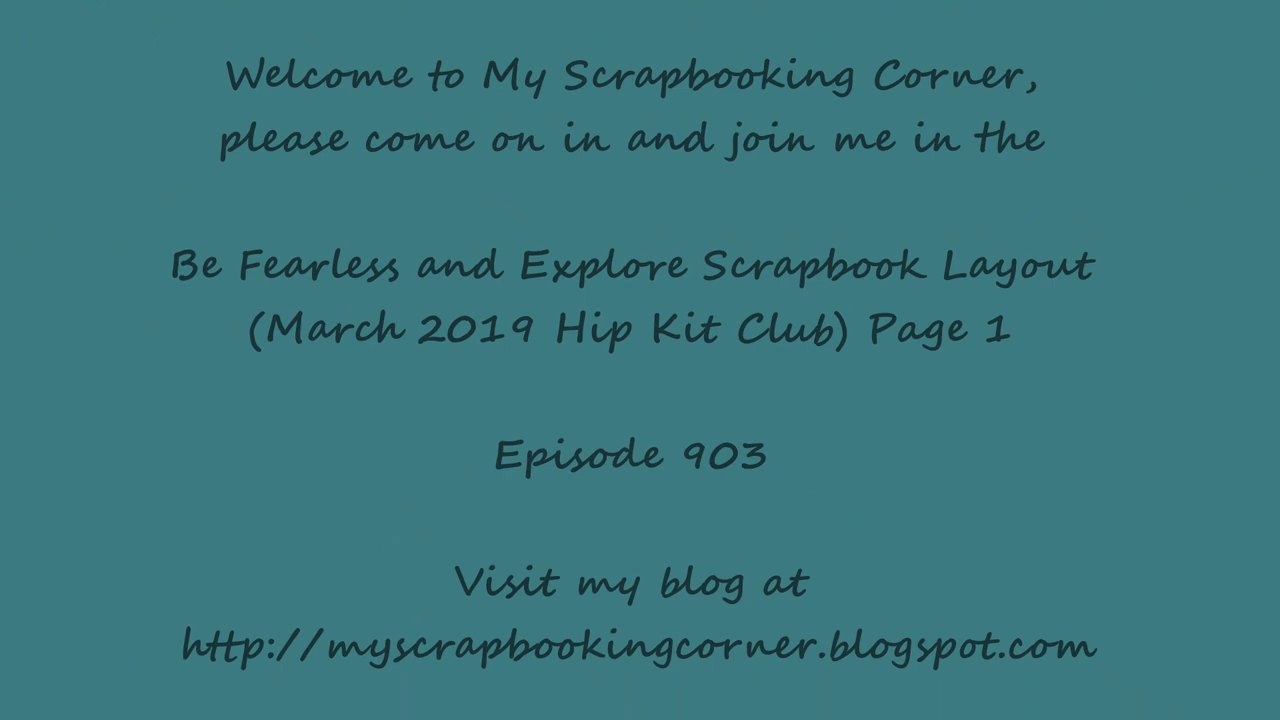 Welcome to My Scrapbooking Corner,
please come on in and join me in the
Be Fearless and Explore Scrapbook Layout
(March 2019 Hip Kit Club) Page 1
Episode 903
Visit my blog at
http://myscrapbookingcorner.blogspot.com